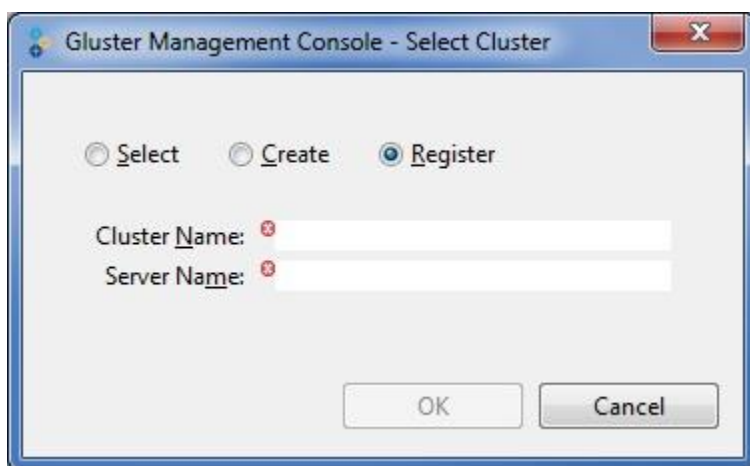 Gluster Management Console - Select Cluster
Select Create Register
Cluster Name:
Server Name:
OK Cancel